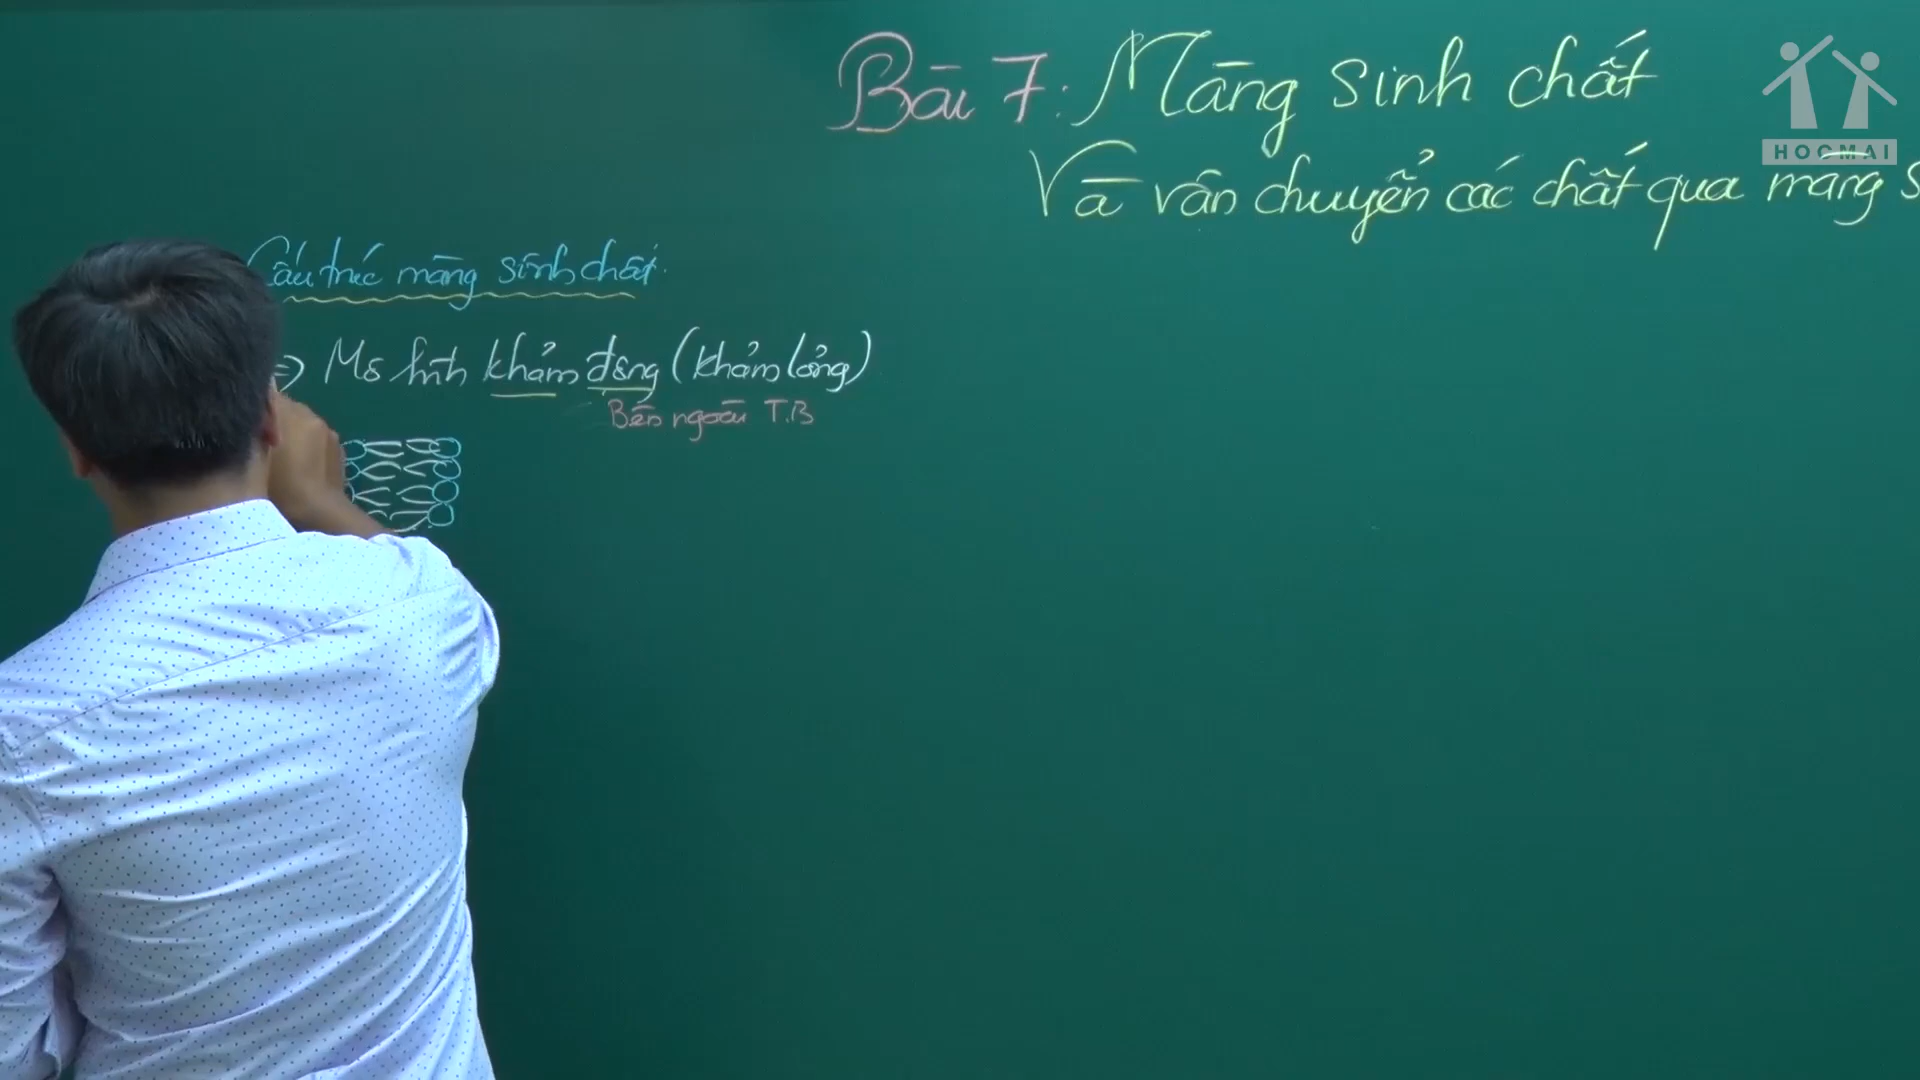 Bài 7: Màng sinh chất
Và vận chuyển các chất qua màng s
HOCMAI
Cấu trúc màng sinh chất.
=> Mô hình khảm động (khảm lỏng)
Bên ngoài T.B